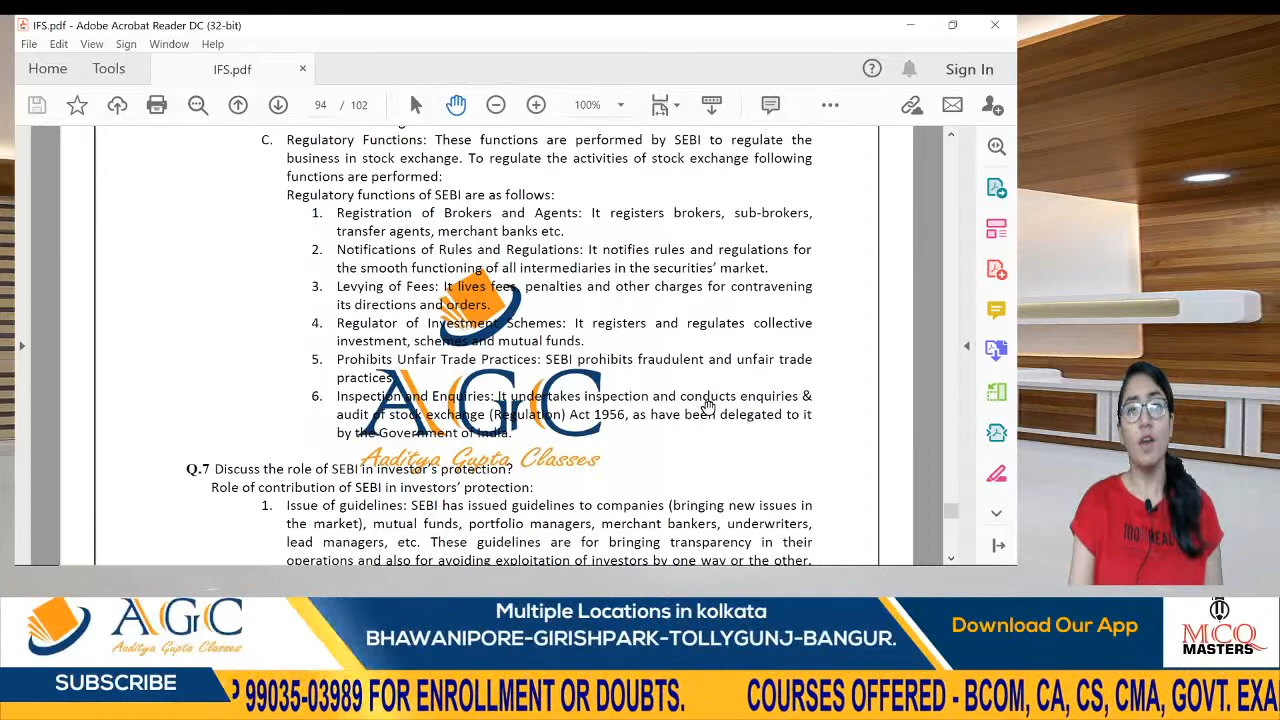 IFS.pdf - Adobe Acrobat Reader DC (32-bit)
File Edit View Sign Window Help
Home Tools IFS.pdf × Sign In
94 / 102 100%
C. Regulatory Functions: These functions are performed by SEBI to regulate the
business in stock exchange. To regulate the activities of stock exchange following
functions are performed:
Regulatory functions of SEBI are as follows:
1. Registration of Brokers and Agents: It registers brokers, sub-brokers,
transfer agents, merchant banks etc.
2. Notifications of Rules and Regulations: It notifies rules and regulations for
the smooth functioning of all intermediaries in the securities' market.
3. Levying of Fees: It lives fees, penalties and other charges for contravening
its directions and orders.
4. Regulator of Investment Schemes: It registers and regulates collective
investment, schemes and mutual funds.
5. Prohibits Unfair Trade Practices: SEBI prohibits fraudulent and unfair trade
practices
6. Inspection and Enquiries: It undertakes inspection and conducts enquiries &
audit of stock exchange (Regulation) Act 1956, as have been delegated to it
by the Government of India.
AGC
Aaditya Gupta Classes
Q.7 Discuss the role of SEBI in investor's protection?
Role of contribution of SEBI in investors' protection:
1. Issue of guidelines: SEBI has issued guidelines to companies (bringing new issues in
the market), mutual funds, portfolio managers, merchant bankers, underwriters,
lead managers, etc. These guidelines are for bringing transparency in their
operations and also for avoiding exploitation of investors by one way or the other.
AGC
Aaditya Gupta Classes
Multiple Locations in kolkata
BHAWANIPORE-GIRISHPARK-TOLLYGUNJ-BANGUR.
Download Our App
MCQ
MASTERS
SUBSCRIBE
P 99035-03989 FOR ENROLLMENT OR DOUBTS. COURSES OFFERED - BCOM, CA, CS, CMA, GOVT. EXA